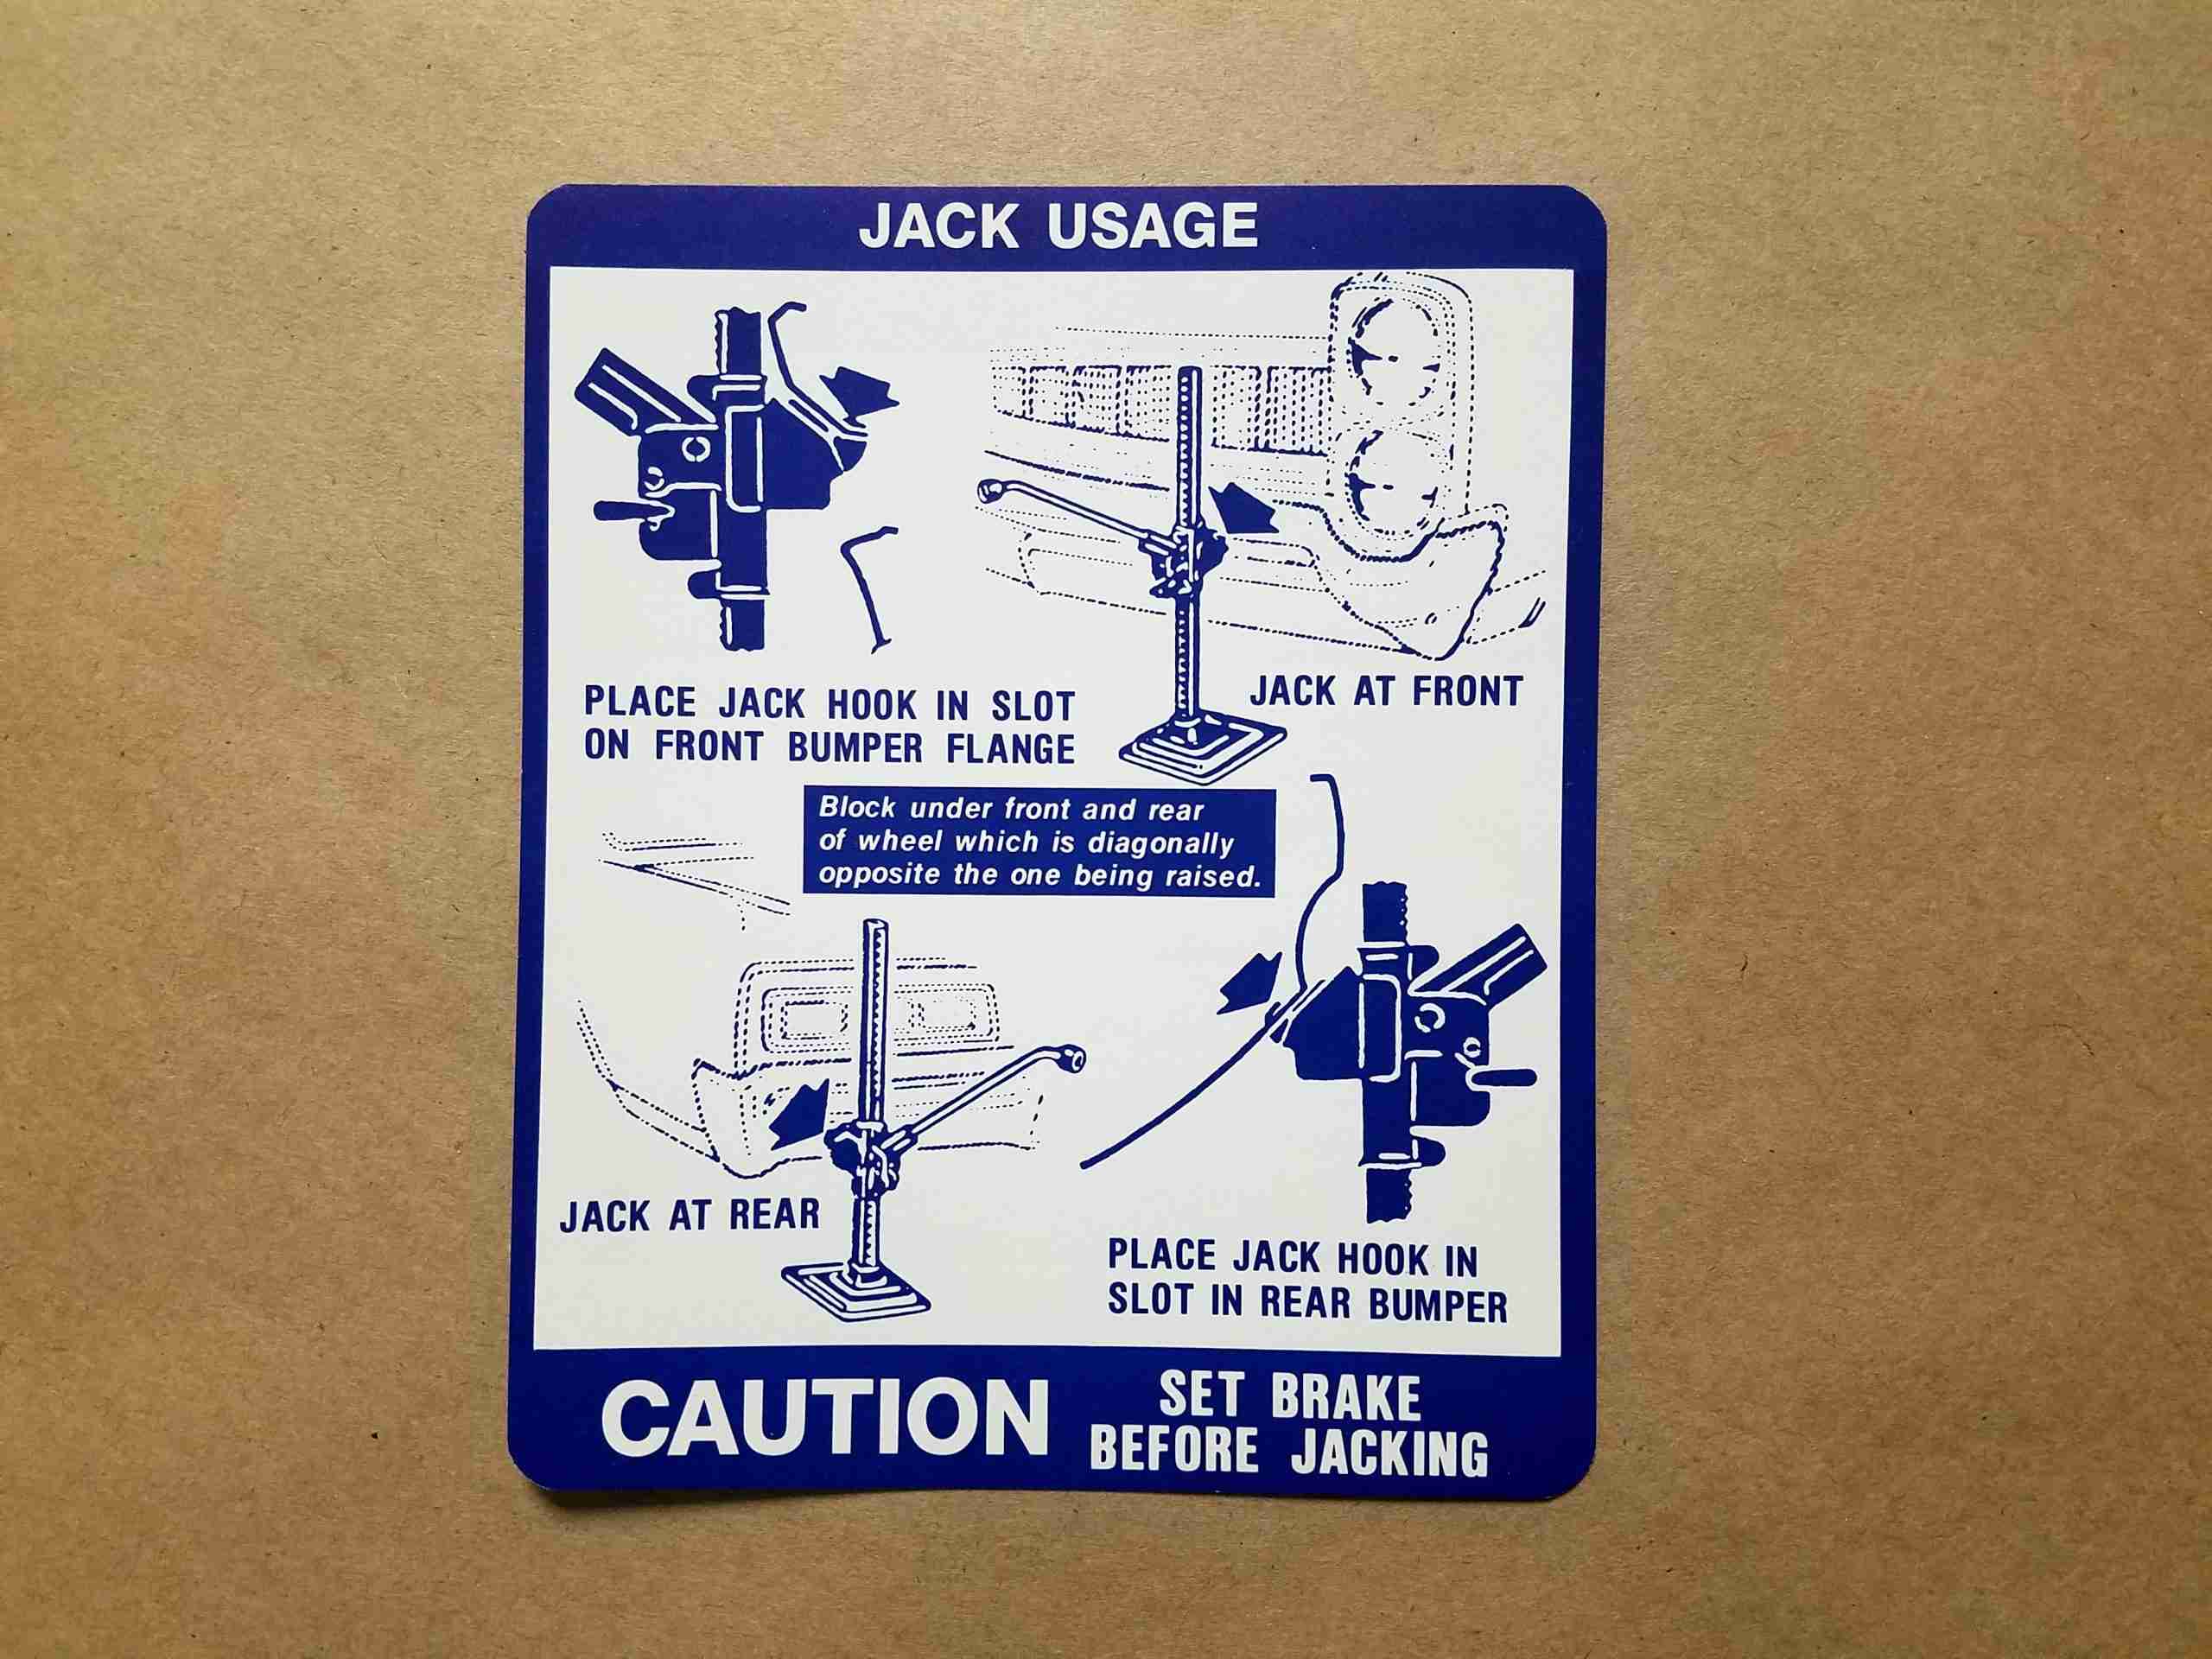 JACK USAGE
PLACE JACK HOOK IN SLOT
ON FRONT BUMPER FLANGE
JACK AT FRONT
Block under front and rear
of wheel which is diagonally
opposite the one being raised.
JACK AT REAR
PLACE JACK HOOK IN
SLOT IN REAR BUMPER
CAUTION
SET BRAKE
BEFORE JACKING